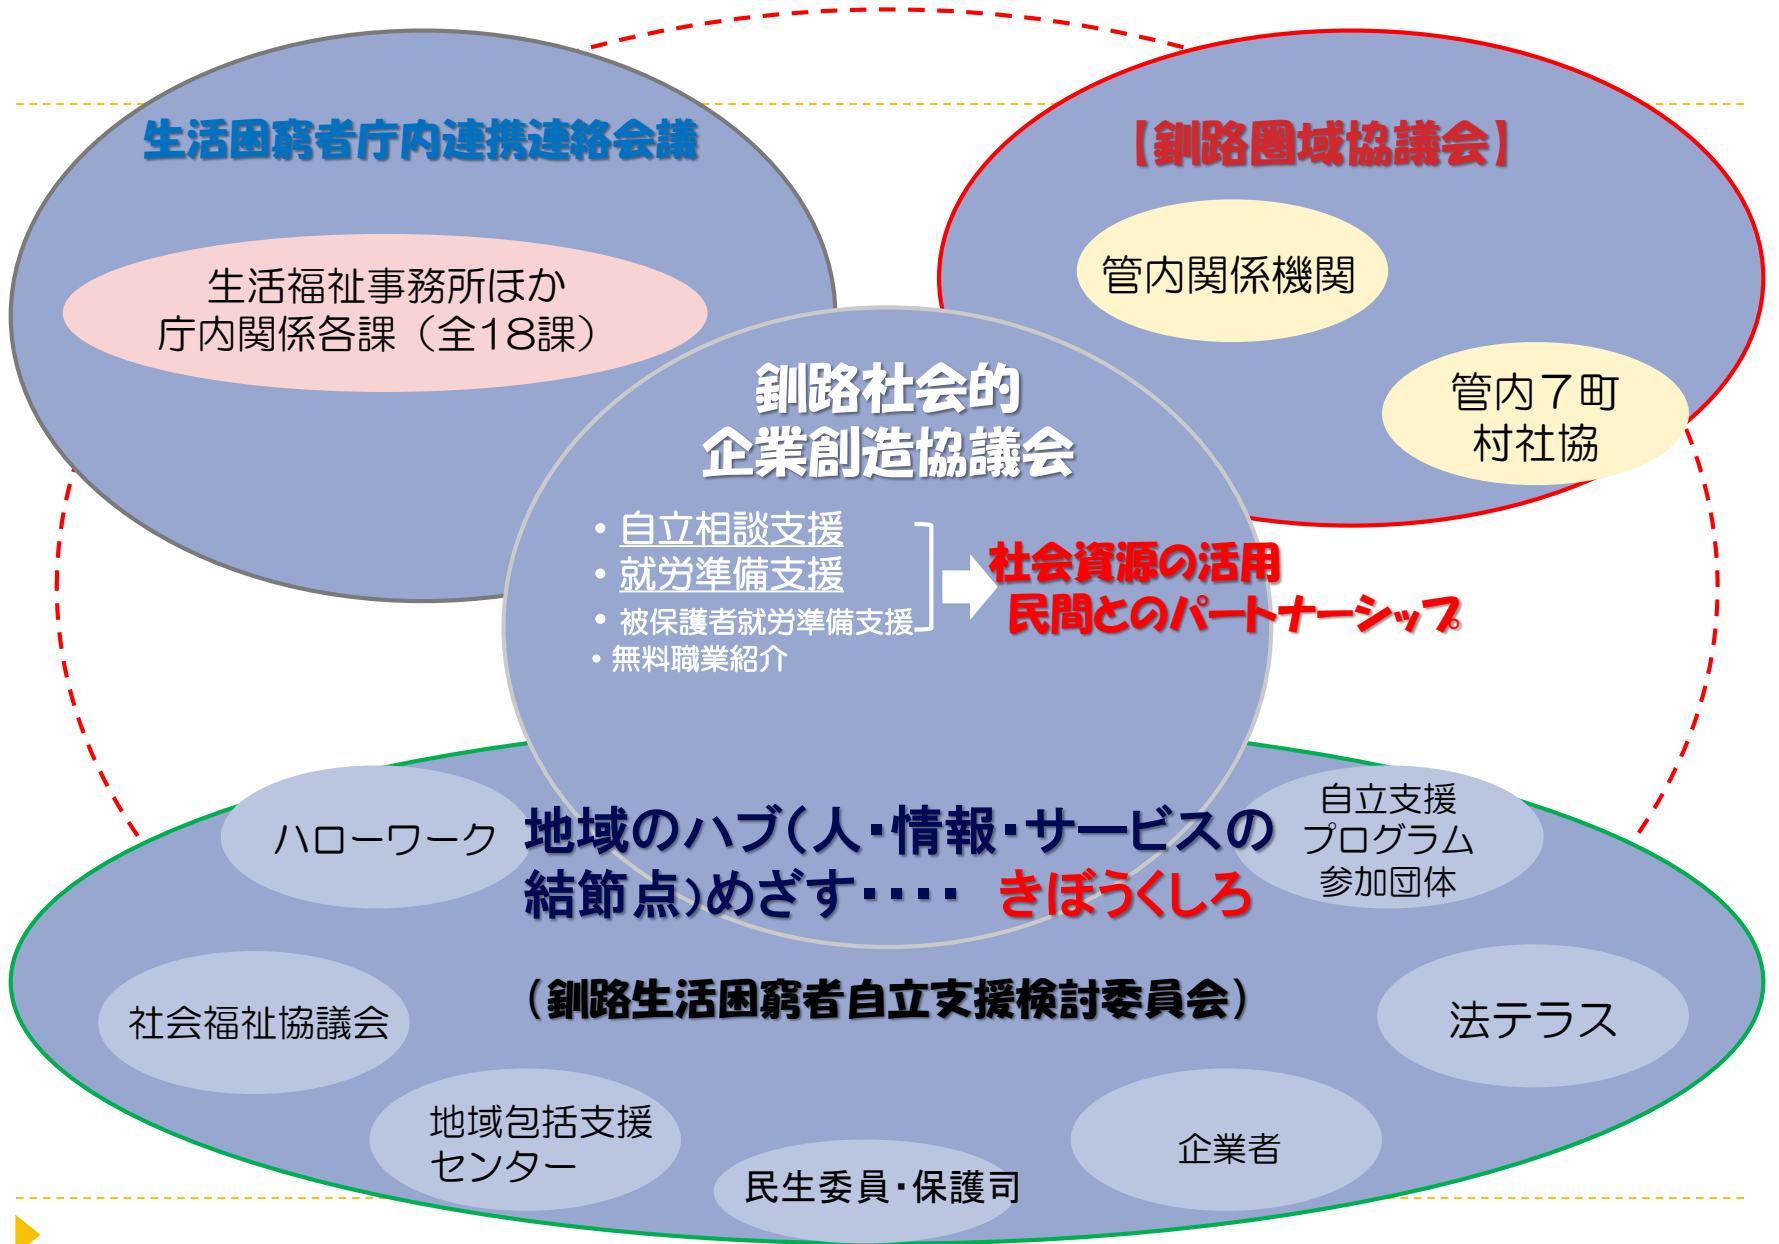 生活困窮者庁内連携連絡会議
生活福祉事務所ほか
庁内関係各課（全18課）
【釧路圏域協議会】
管内関係機関
管内７町
村社協
釧路社会的
企業創造協議会
・自立相談支援
・就労準備支援
・被保護者就労準備支援
・無料職業紹介
社会資源の活用
民間とのパートナーシップ
ハローワーク
地域のハブ（人・情報・サービスの
結節点）めざす・・・・　きぼうくしろ
自立支援
プログラム
参加団体
（釧路生活困窮者自立支援検討委員会）
社会福祉協議会
法テラス
地域包括支援
センター
民生委員・保護司
企業者